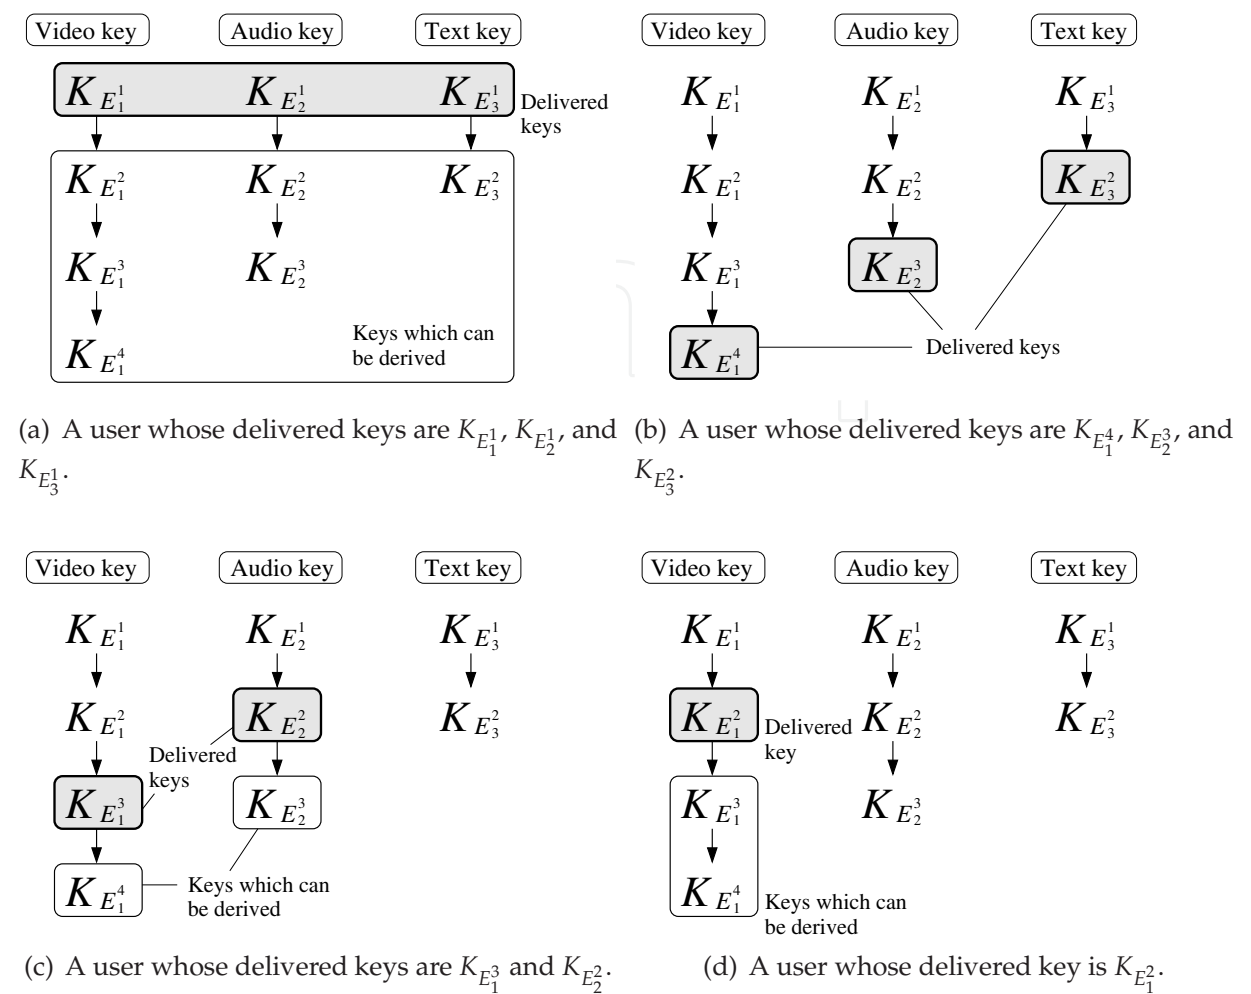 Video key Audio key Text key
K_{E_1^1} K_{E_2^1} K_{E_3^1}
Delivered
keys
K_{E_1^2} K_{E_2^2} K_{E_3^2}
K_{E_1^3} K_{E_2^3}
K_{E_1^4}
Keys which can
be derived
(a) A user whose delivered keys are K_{E_1^1}, K_{E_2^1}, and
K_{E_3^1}.
Video key Audio key Text key
K_{E_1^1} K_{E_2^1} K_{E_3^1}
K_{E_1^2} K_{E_2^2} K_{E_3^2}
K_{E_1^3} K_{E_2^3}
K_{E_1^4}
Delivered keys
(b) A user whose delivered keys are K_{E_1^4}, K_{E_2^3}, and
K_{E_3^2}.
Video key Audio key Text key
K_{E_1^1} K_{E_2^1} K_{E_3^1}
K_{E_1^2} K_{E_2^2} K_{E_3^2}
Delivered
keys
K_{E_1^3} K_{E_2^3}
K_{E_1^4}
Keys which can
be derived
(c) A user whose delivered keys are K_{E_1^3} and K_{E_2^2}.
Video key Audio key Text key
K_{E_1^1} K_{E_2^1} K_{E_3^1}
K_{E_1^2} K_{E_2^2} K_{E_3^2}
Delivered
key
K_{E_1^3} K_{E_2^3}
K_{E_1^4}
Keys which can
be derived
(d) A user whose delivered key is K_{E_1^2}.